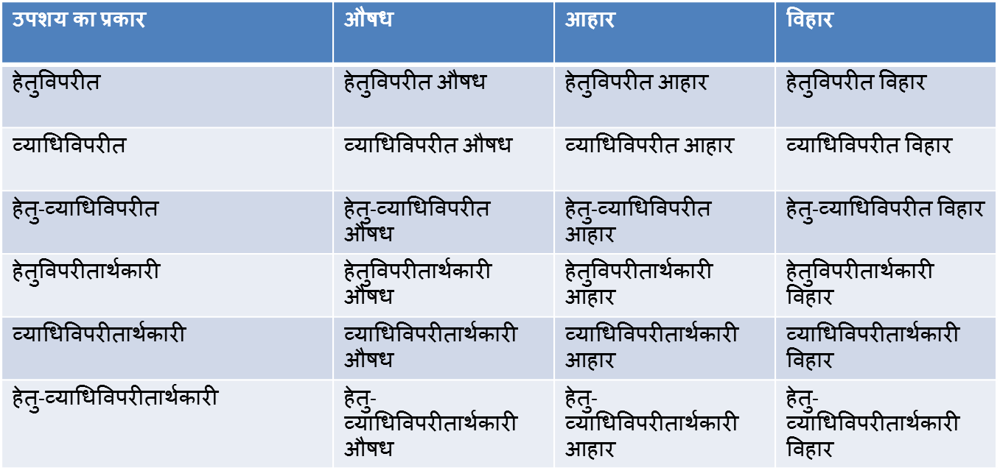 उपशय का प्रकार औषध आहार विहार
हेतुविपरीत हेतुविपरीत औषध हेतुविपरीत आहार हेतुविपरीत विहार
व्याधिविपरीत व्याधिविपरीत औषध व्याधिविपरीत आहार व्याधिविपरीत विहार
हेतु-व्याधिविपरीत हेतु-व्याधिविपरीत हेतु-व्याधिविपरीत हेतु-व्याधिविपरीत विहार
औषध आहार
हेतुविपरीतार्थकारी हेतुविपरीतार्थकारी हेतुविपरीतार्थकारी हेतुविपरीतार्थकारी
औषध आहार विहार
व्याधिविपरीतार्थकारी व्याधिविपरीतार्थकारी व्याधिविपरीतार्थकारी व्याधिविपरीतार्थकारी
औषध आहार विहार
हेतु-व्याधिविपरीतार्थकारी हेतु- हेतु- हेतु-
व्याधिविपरीतार्थकारी व्याधिविपरीतार्थकारी व्याधिविपरीतार्थकारी
औषध आहार विहार